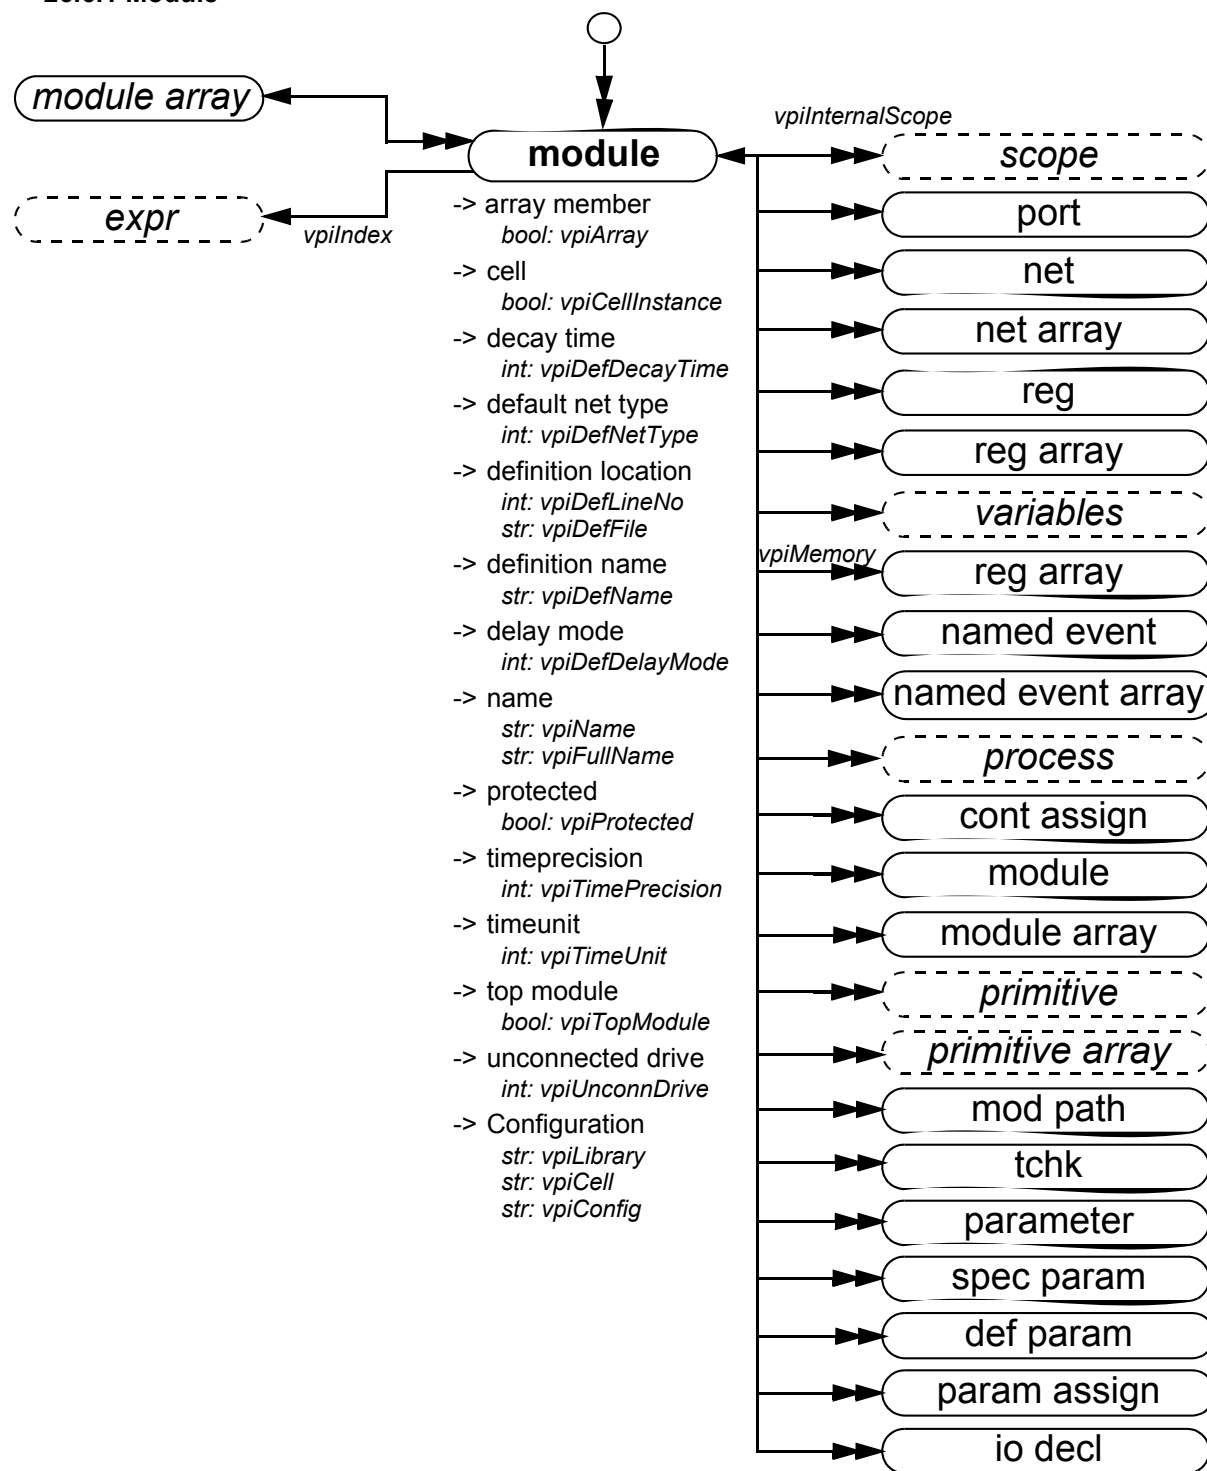 module array
expr
vpiIndex
module
-> array member
bool: vpiArray
-> cell
bool: vpiCellInstance
-> decay time
int: vpiDefDecayTime
-> default net type
int: vpiDefNetType
-> definition location
int: vpiDefLineNo
str: vpiDefFile
-> definition name
str: vpiDefName
-> delay mode
int: vpiDefDelayMode
-> name
str: vpiName
str: vpiFullName
-> protected
bool: vpiProtected
-> timeprecision
int: vpiTimePrecision
-> timeunit
int: vpiTimeUnit
-> top module
bool: vpiTopModule
-> unconnected drive
int: vpiUnconnDrive
-> Configuration
str: vpiLibrary
str: vpiCell
str: vpiConfig
vpiInternalScope
scope
port
net
net array
reg
reg array
variables
vpiMemory
reg array
named event
named event array
process
cont assign
module
module array
primitive
primitive array
mod path
tchk
parameter
spec param
def param
param assign
io decl